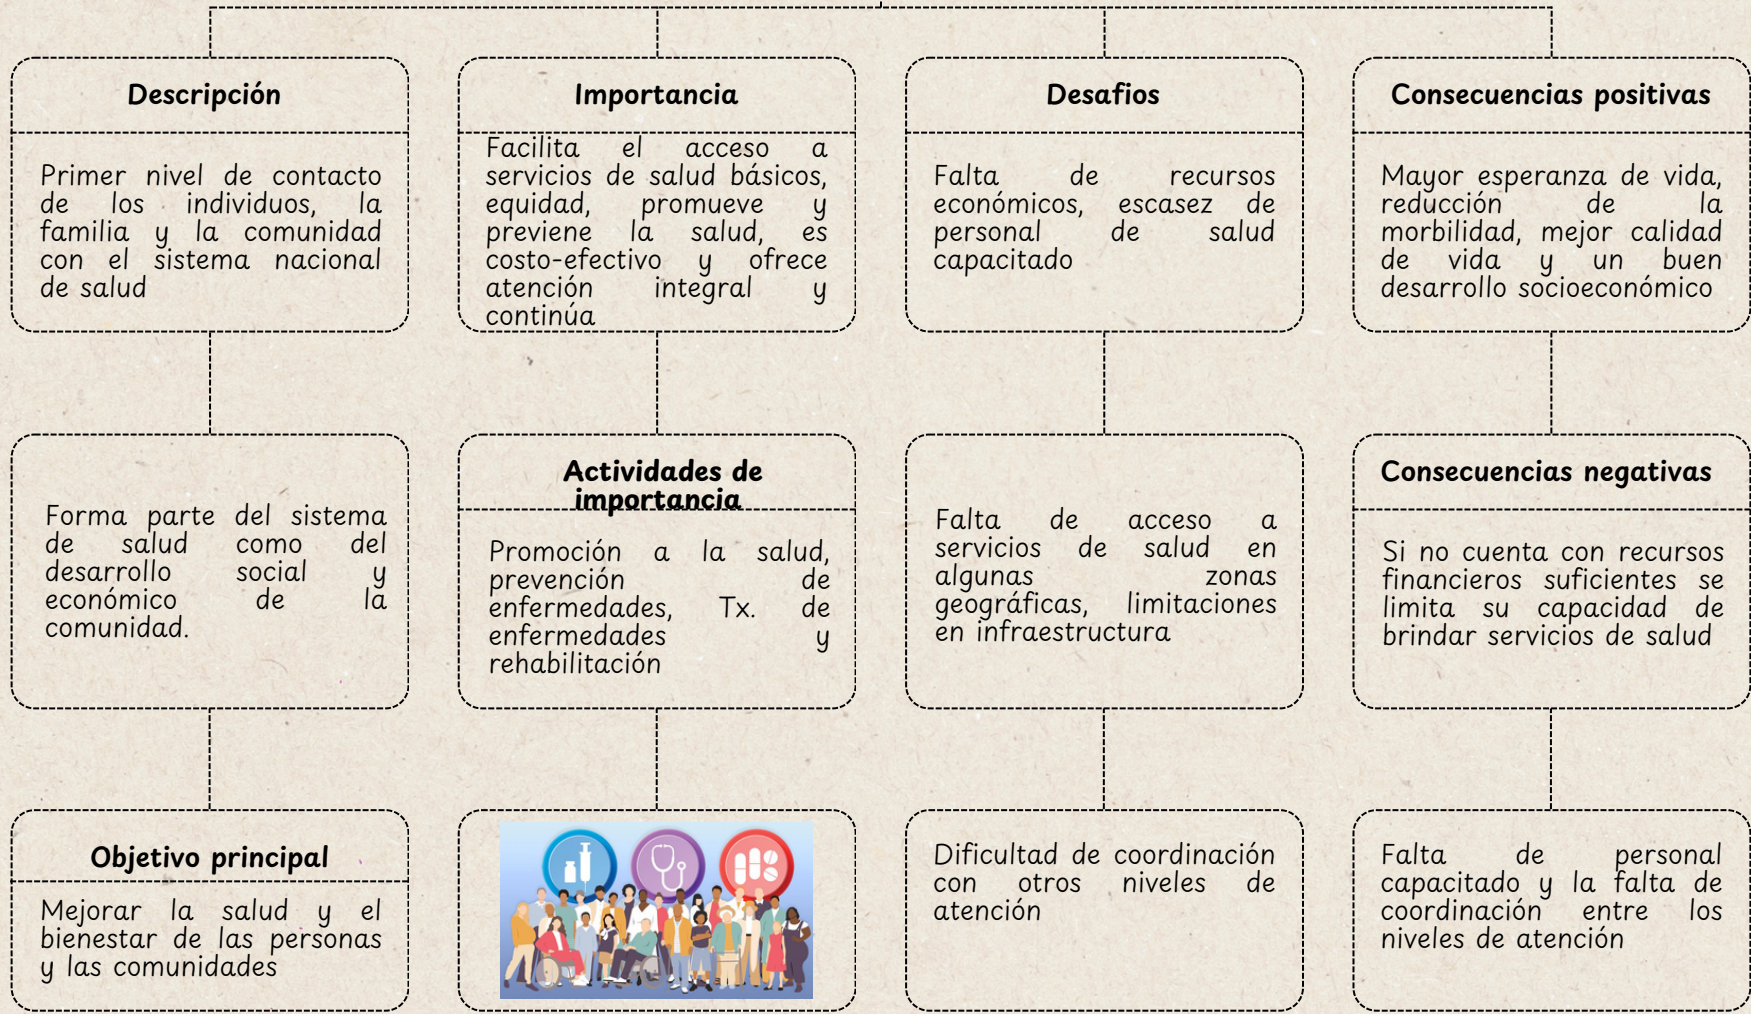 Descripción
Primer nivel de contacto
de los individuos, la
familia y la comunidad
con el sistema nacional
de salud
Importancia
Facilita el acceso a
servicios de salud básicos,
equidad, promueve y
previene la salud, es
costo-efectivo y ofrece
atención integral y
continúa
Desafios
Falta de recursos
económicos, escasez de
personal de salud
capacitado
Consecuencias positivas
Mayor esperanza de vida,
reducción de la
morbilidad, mejor calidad
de vida y un buen
desarrollo socioeconómico
Forma parte del sistema
de salud como del
desarrollo social y
económico de la
comunidad.
Actividades de
importancia
Promoción a la salud,
prevención de
enfermedades, Tx. de
enfermedades y
rehabilitación
Falta de acceso a
servicios de salud en
algunas zonas
geográficas, limitaciones
en infraestructura
Consecuencias negativas
Si no cuenta con recursos
financieros suficientes se
limita su capacidad de
brindar servicios de salud
Objetivo principal
Mejorar la salud y el
bienestar de las personas
y las comunidades
Dificultad de coordinación
con otros niveles de
atención
Falta de personal
capacitado y la falta de
coordinación entre los
niveles de atención